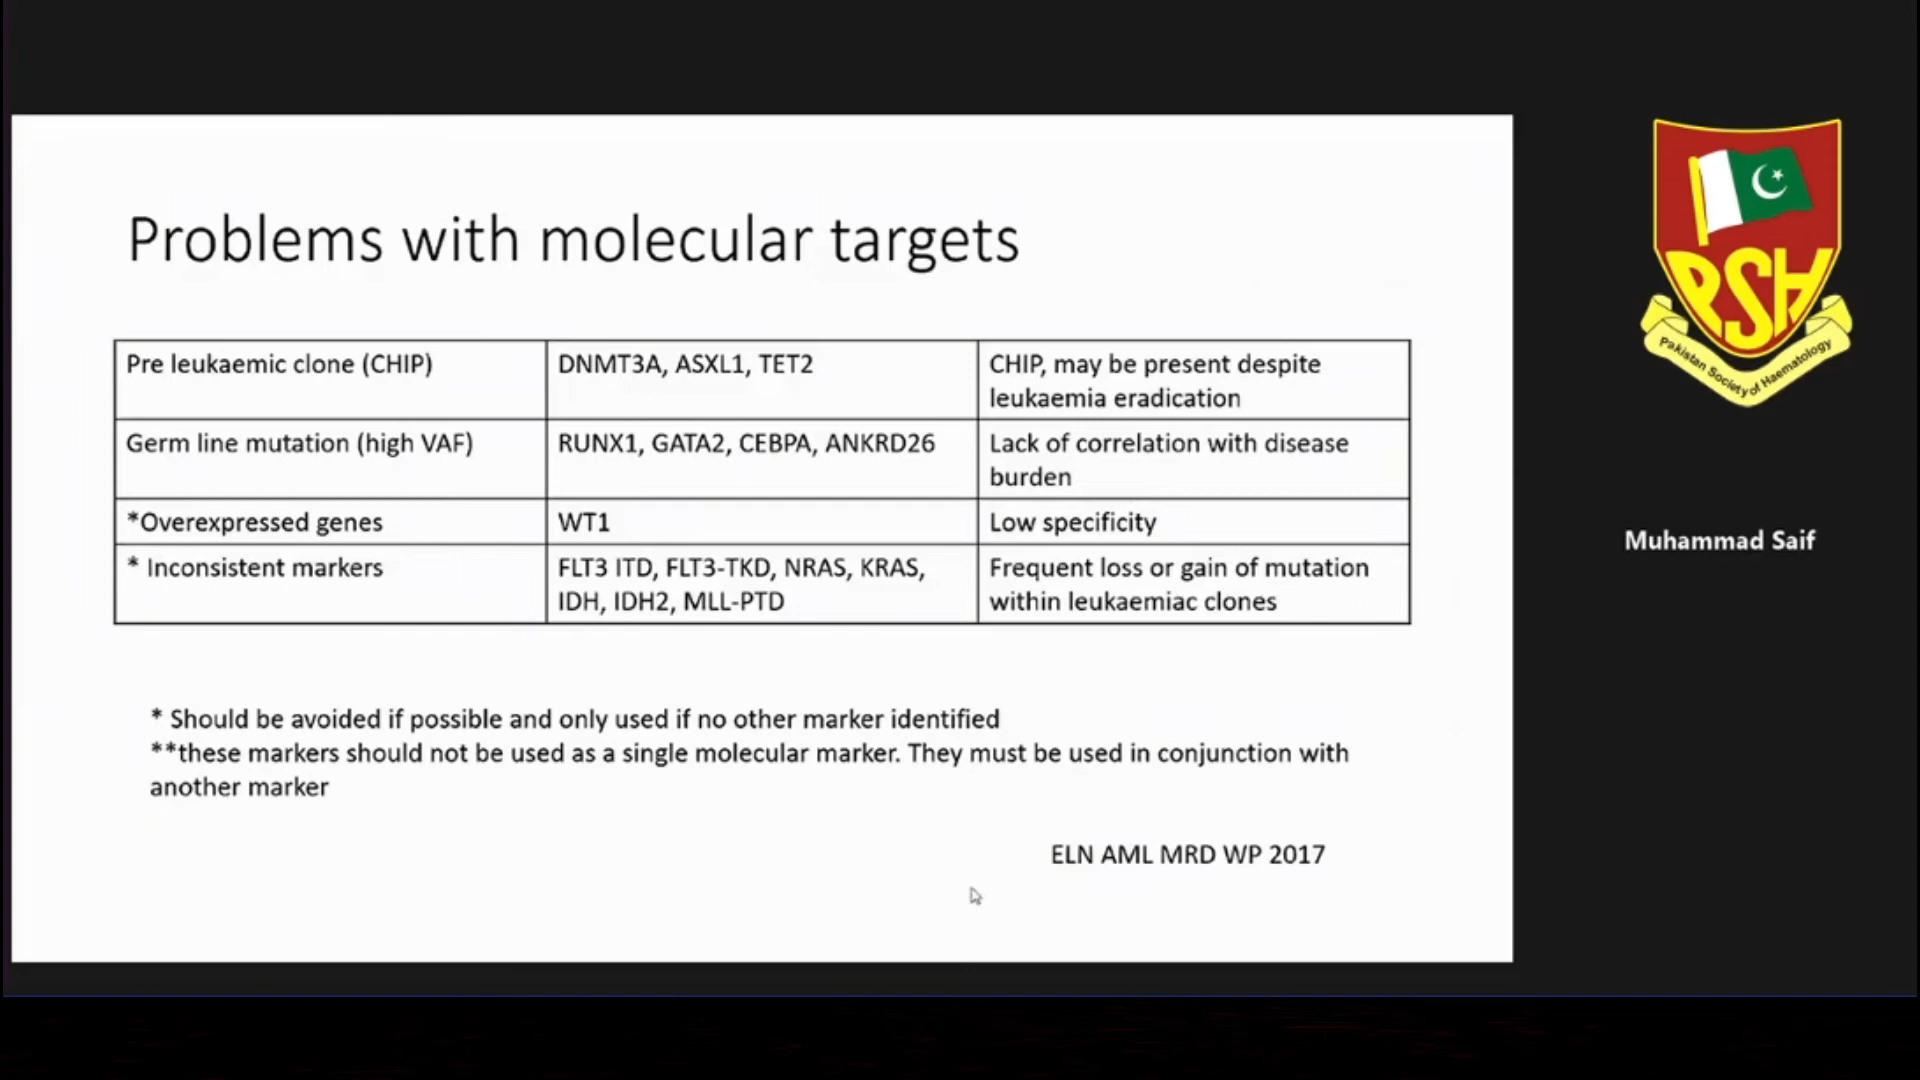 Problems with molecular targets
Pre leukaemic clone (CHIP)
DNMT3A, ASXL1, TET2
CHIP, may be present despite
leukaemia eradication
Germ line mutation (high VAF)
RUNX1, GATA2, CEBPA, ANKRD26
Lack of correlation with disease
burden
*Overexpressed genes
WT1
Low specificity
* Inconsistent markers
FLT3 ITD, FLT3-TKD, NRAS, KRAS,
IDH, IDH2, MLL-PTD
Frequent loss or gain of mutation
within leukaemiac clones
* Should be avoided if possible and only used if no other marker identified
**these markers should not be used as a single molecular marker. They must be used in conjunction with
another marker
ELN AML MRD WP 2017
PSH
Pakistan Society of Haematology
Muhammad Saif